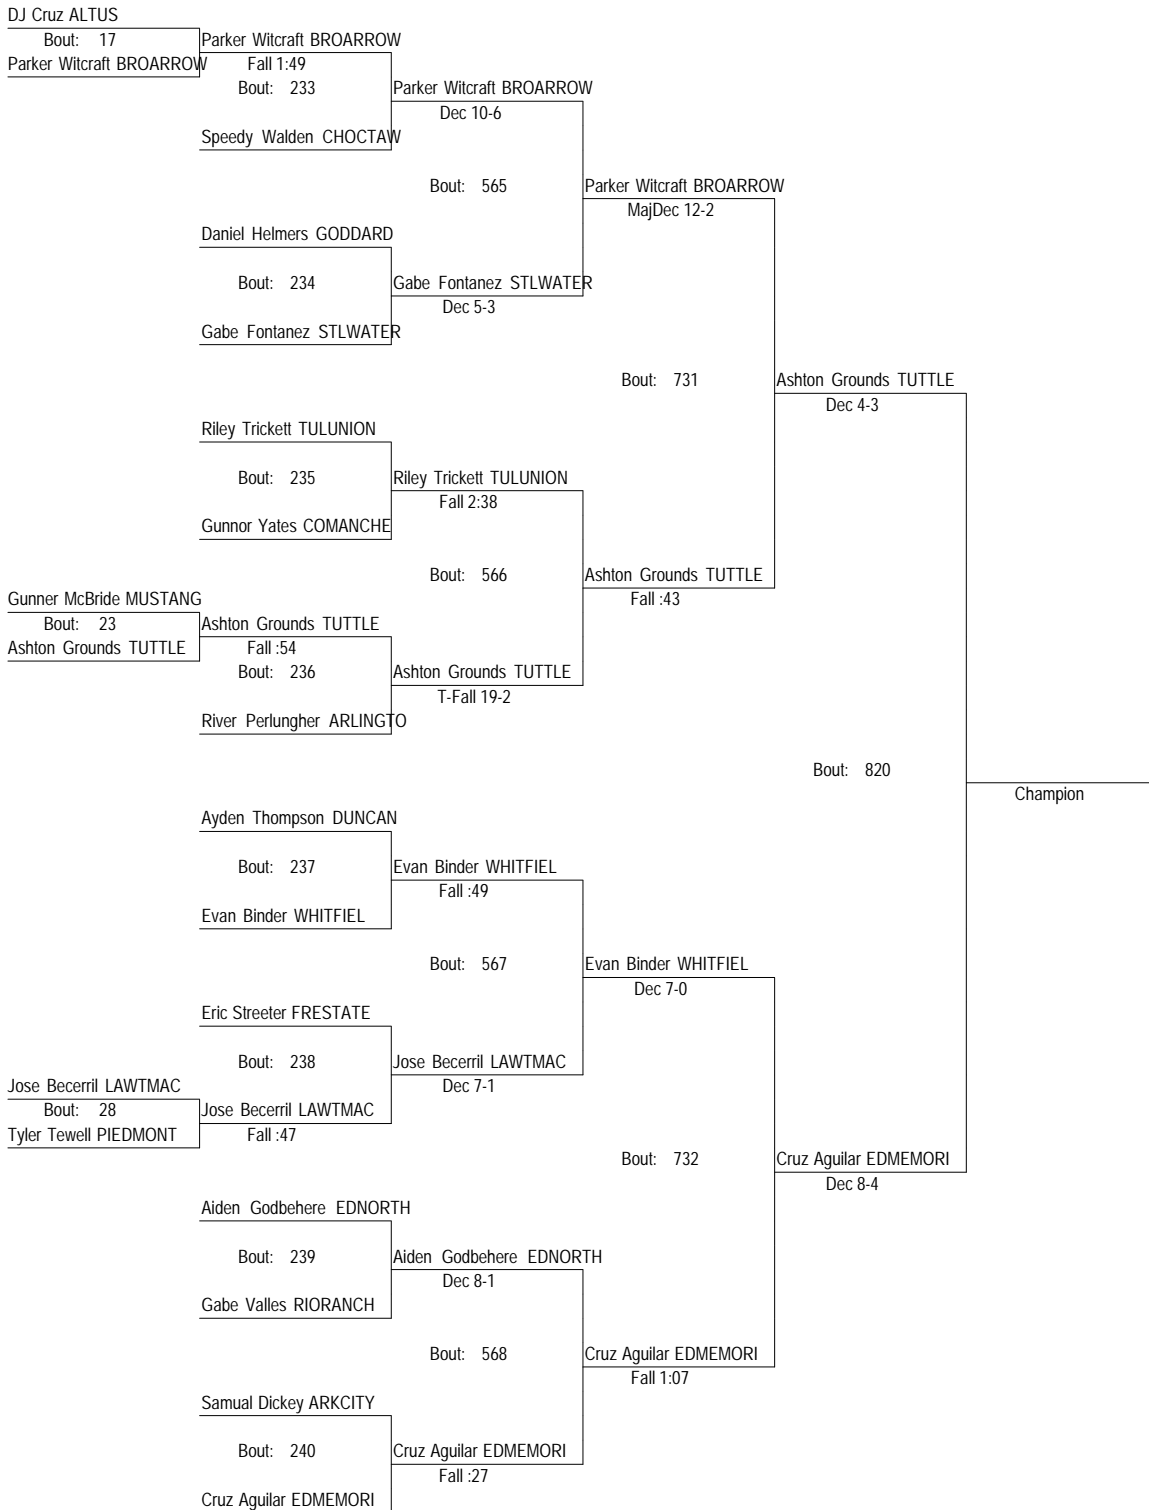 DJ Cruz ALTUS
Bout: 17
Parker Witcraft BROARROW
Parker Witcraft BROARROW
Fall 1:49
Bout: 233
Speedy Walden CHOCTAW
Parker Witcraft BROARROW
Dec 10-6
Bout: 565
Parker Witcraft BROARROW
MajDec 12-2
Daniel Helmers GODDARD
Bout: 234
Gabe Fontanez STLWATER
Gabe Fontanez STLWATER
Dec 5-3
Bout: 731
Ashton Grounds TUTTLE
Dec 4-3
Riley Trickett TULUNION
Bout: 235
Gunnor Yates COMANCHE
Riley Trickett TULUNION
Fall 2:38
Bout: 566
Ashton Grounds TUTTLE
Fall :43
Gunner McBride MUSTANG
Bout: 23
Ashton Grounds TUTTLE
Ashton Grounds TUTTLE
Fall :54
Bout: 236
River Perlungher ARLINGTO
Ashton Grounds TUTTLE
T-Fall 19-2
Bout: 820
Champion
Ayden Thompson DUNCAN
Bout: 237
Evan Binder WHITFIEL
Evan Binder WHITFIEL
Fall :49
Bout: 567
Evan Binder WHITFIEL
Dec 7-0
Eric Streeter FRESTATE
Bout: 238
Jose Becerril LAWTMAC
Dec 7-1
Jose Becerril LAWTMAC
Bout: 28
Tyler Tewell PIEDMONT
Jose Becerril LAWTMAC
Fall :47
Bout: 732
Cruz Aguilar EDMEMORI
Dec 8-4
Aiden Godbehere EDNORTH
Bout: 239
Gabe Valles RIORANCH
Aiden Godbehere EDNORTH
Dec 8-1
Bout: 568
Cruz Aguilar EDMEMORI
Fall 1:07
Samual Dickey ARKCITY
Bout: 240
Cruz Aguilar EDMEMORI
Cruz Aguilar EDMEMORI
Fall :27